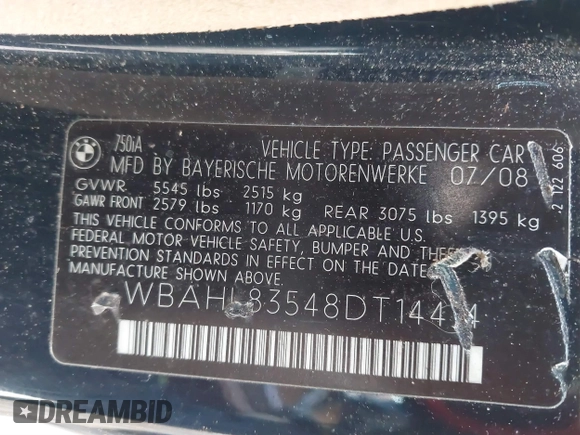 750iA
VEHICLE TYPE: PASSENGER CAR
MFD BY BAYERISCHE MOTORENWERKE 07/08
GVWR 5545 lbs 2515 kg
GAWR FRONT 2579 lbs 1170 kg REAR 3075 lbs 1395 kg
THIS VEHICLE CONFORMS TO ALL APPLICABLE U.S.
FEDERAL MOTOR VEHICLE SAFETY, BUMPER AND THEFT
PREVENTION STANDARDS IN EFFECT ON THE DATE
MANUFACTURE SHOWN ABOVE.
WBAHL83548DT14414
2 122 606
DREAMBID